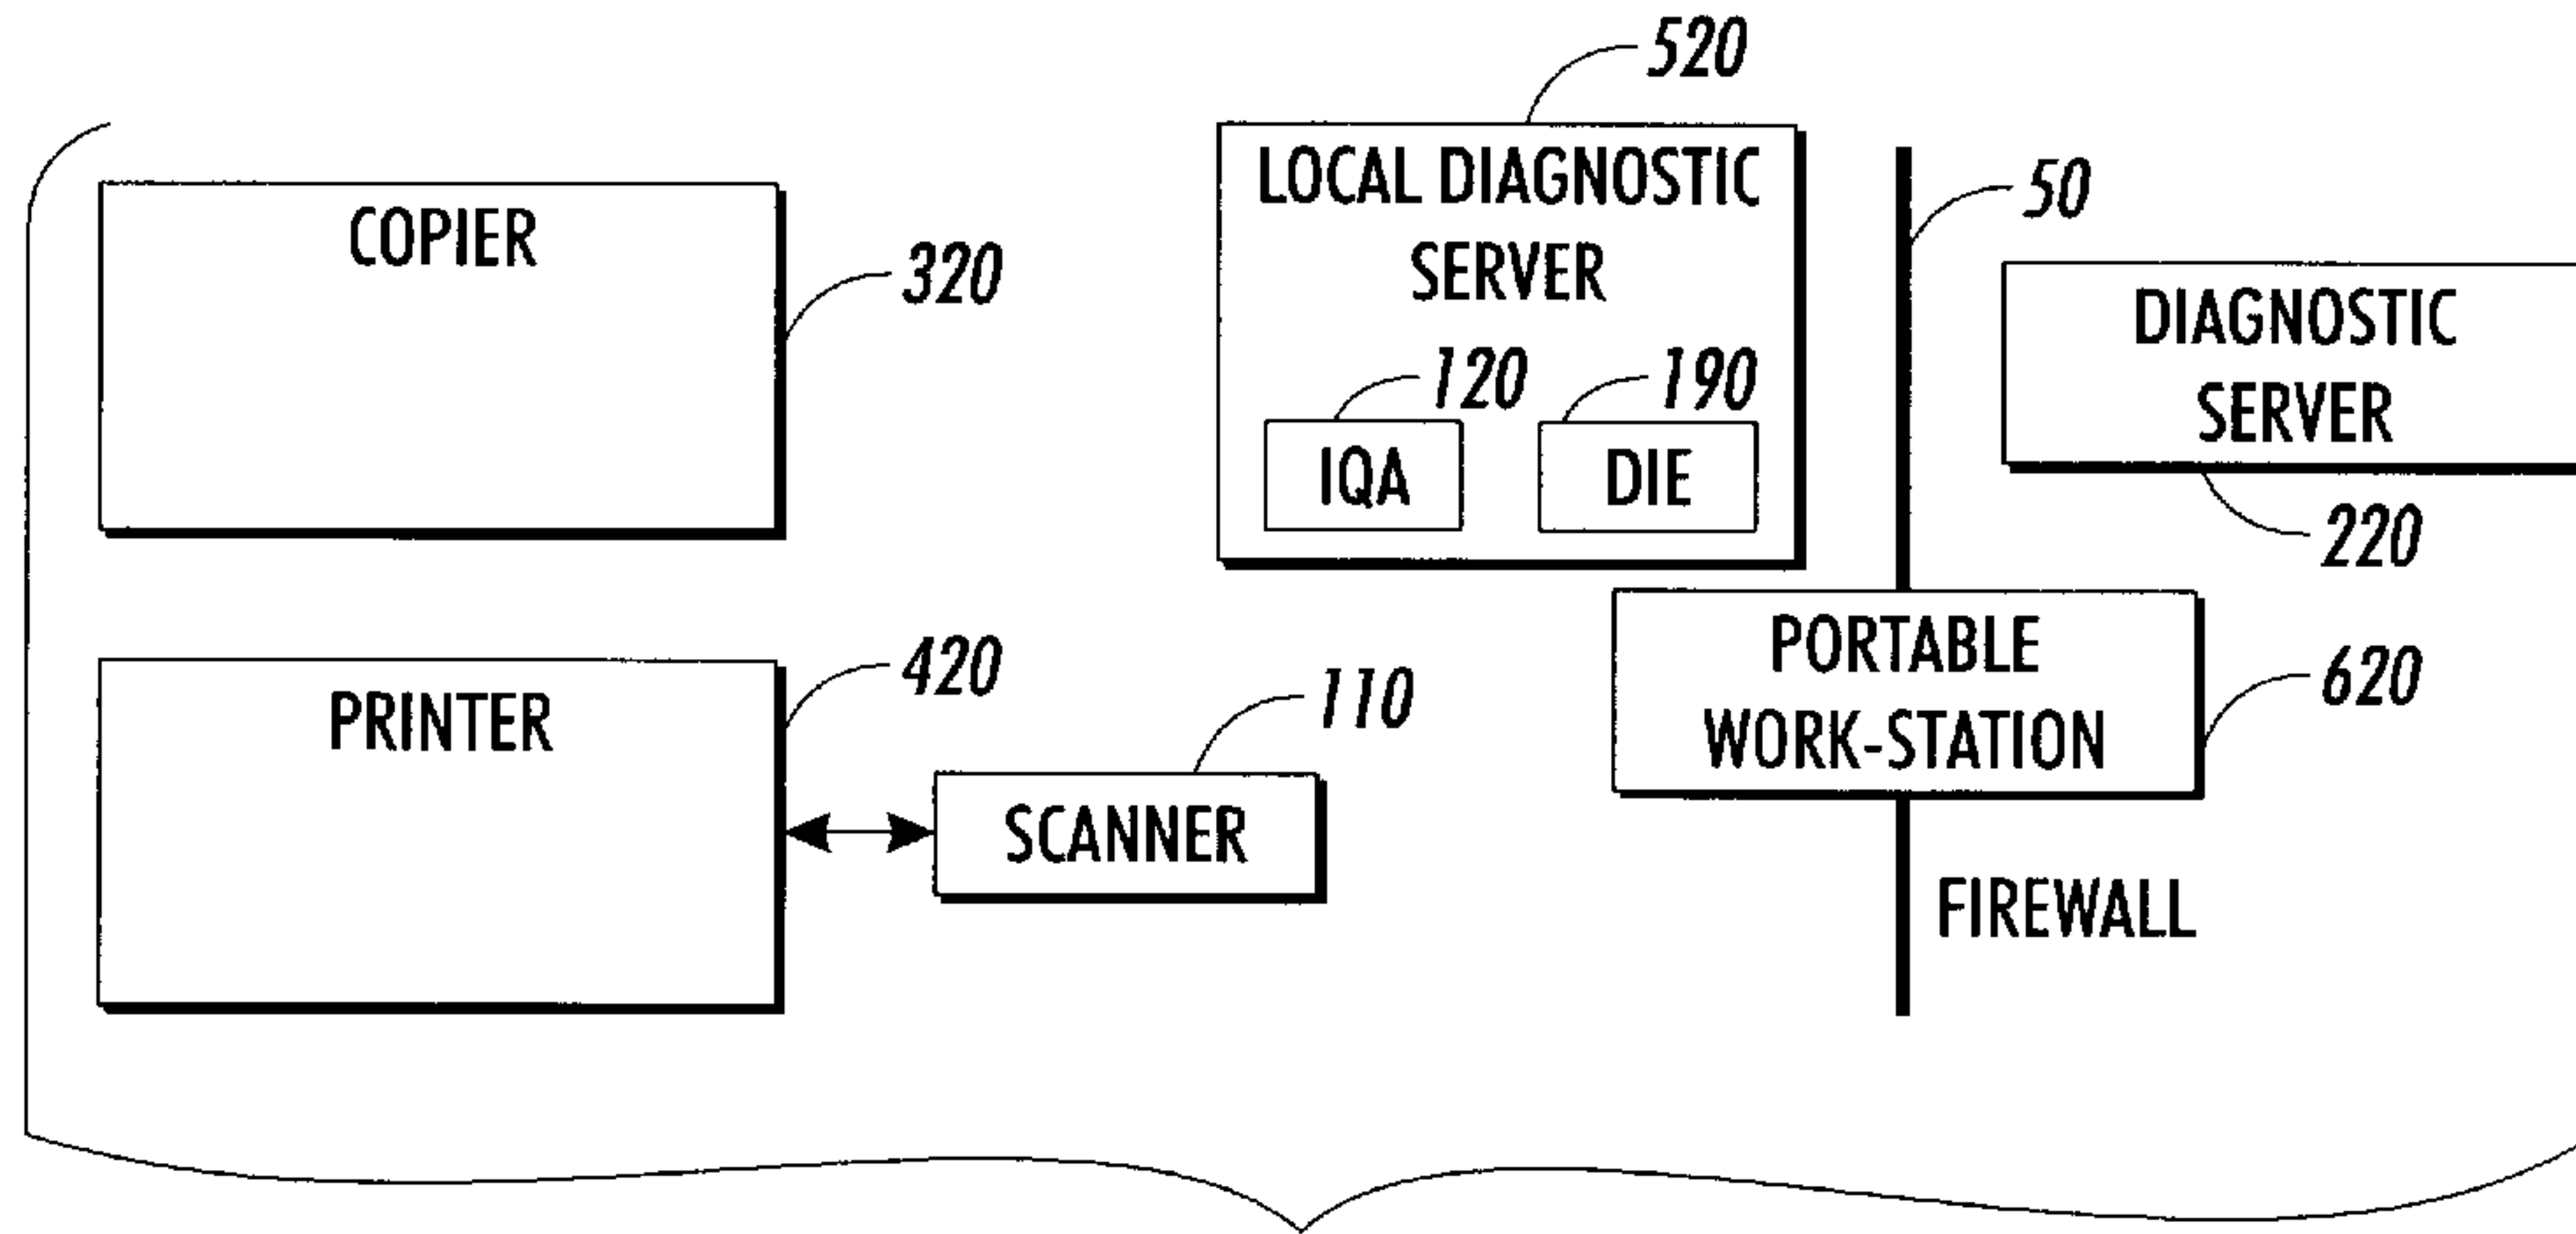 520
LOCAL DIAGNOSTIC
SERVER
50
COPIER
320
120
190
IQA
DIE
DIAGNOSTIC
SERVER
220
PRINTER
420
110
SCANNER
PORTABLE
WORK-STATION
620
FIREWALL